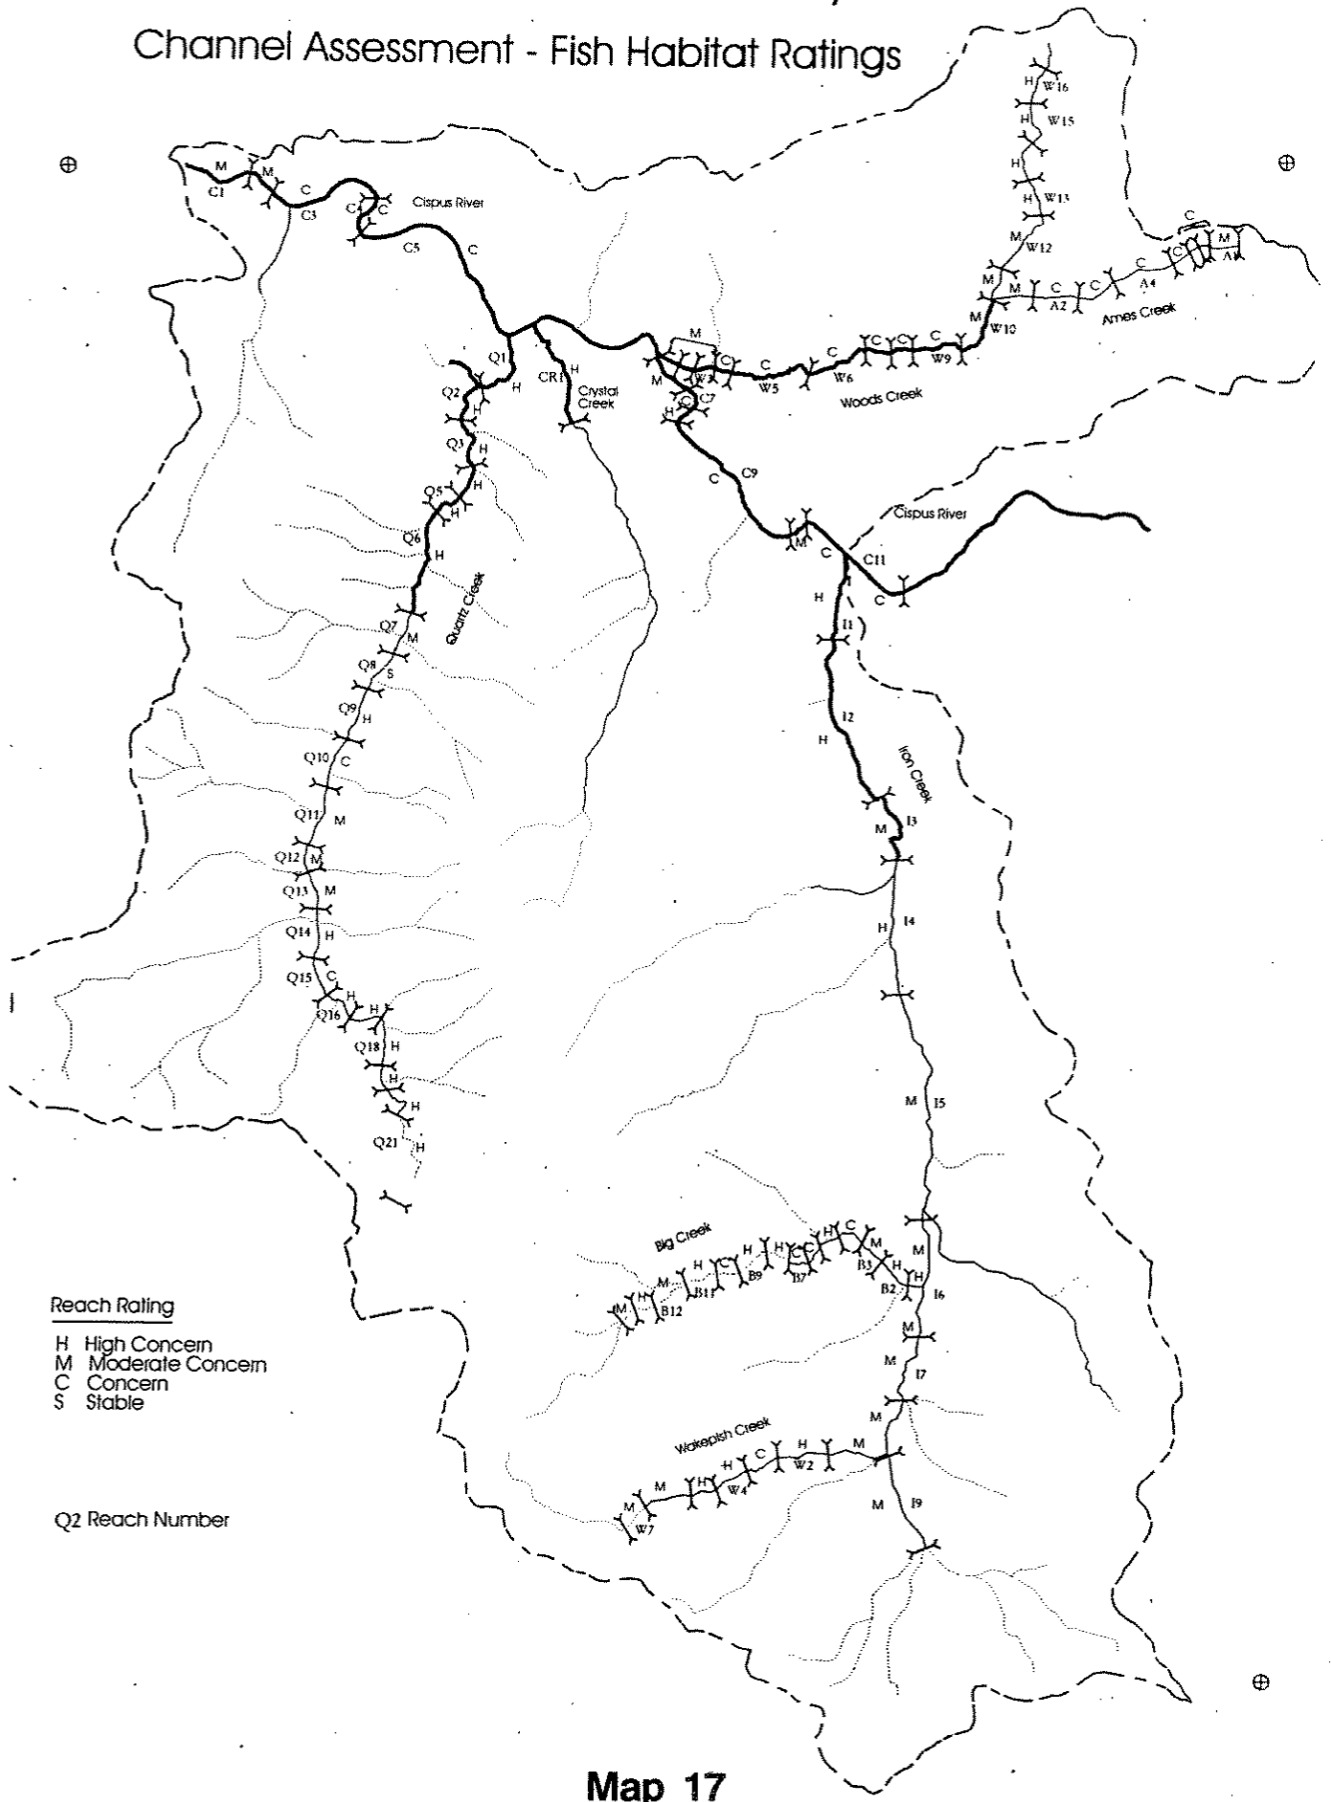 Channel Assessment - Fish Habitat Ratings
H
W16
H
W15
H
H
W13
M
W12
M
M
C1
M
C
C3
C4
C
Cispus River
C5
C
C
M
A1
C
C
A4
C
A2
C
M
M
Ames Creek
M
W10
M
C
W5
C
W6
C
C
C
W9
Woods Creek
C
M
C7
H
Q1
H
CR1
H
Crystal
Creek
Q2
H
Q3
H
H
Q5
H
Q6
H
Quartz Creek
C
C9
Cispus River
M
C
C11
C
H
I1
Q7
M
Q8
S
Q9
H
I2
H
Q10
C
Iron Creek
Q11
M
I3
M
Q12
M
Q13
M
Q14
H
I4
H
Q15
C
H
Q16
H
Q18
H
H
H
Q21
H
M
I5
Big Creek
H
C
M
M
H
C
H
H
C
C
B3
H
H
B7
B9
B11
B2
I6
M
H
B12
M
M
I7
Reach Rating
H High Concern
M Moderate Concern
C Concern
S Stable
Wakepish Creek
M
M
H
C
H
W2
M
H
W4
M
W7
M
I9
Q2 Reach Number
Map 17